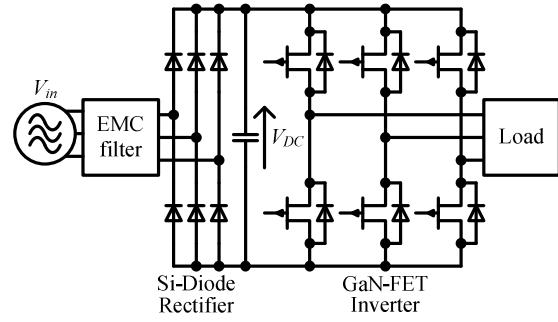 V_in
EMC
filter
V_DC
Load
Si-Diode
Rectifier
GaN-FET
Inverter